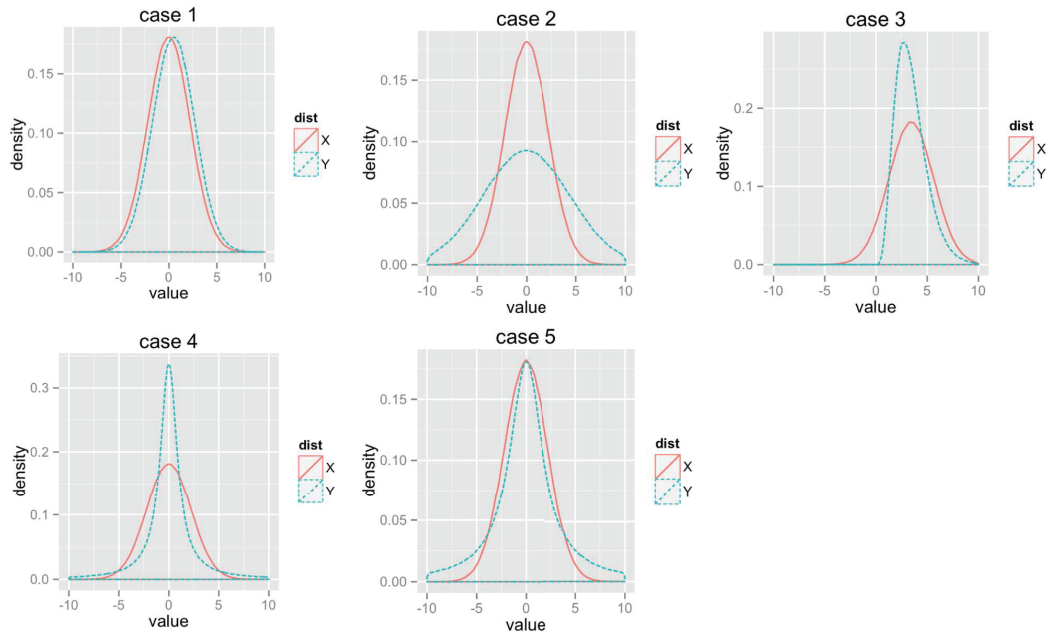 case 1
0.15
0.10
0.05
0.00
density
-10 -5 0 5 10
value
dist
X
Y
case 2
0.15
0.10
0.05
0.00
density
-10 -5 0 5 10
value
dist
X
Y
case 3
0.2
0.1
0.0
density
-10 -5 0 5 10
value
dist
X
Y
case 4
0.3
0.2
0.1
0.0
density
-10 -5 0 5 10
value
dist
X
Y
case 5
0.15
0.10
0.05
0.00
density
-10 -5 0 5 10
value
dist
X
Y